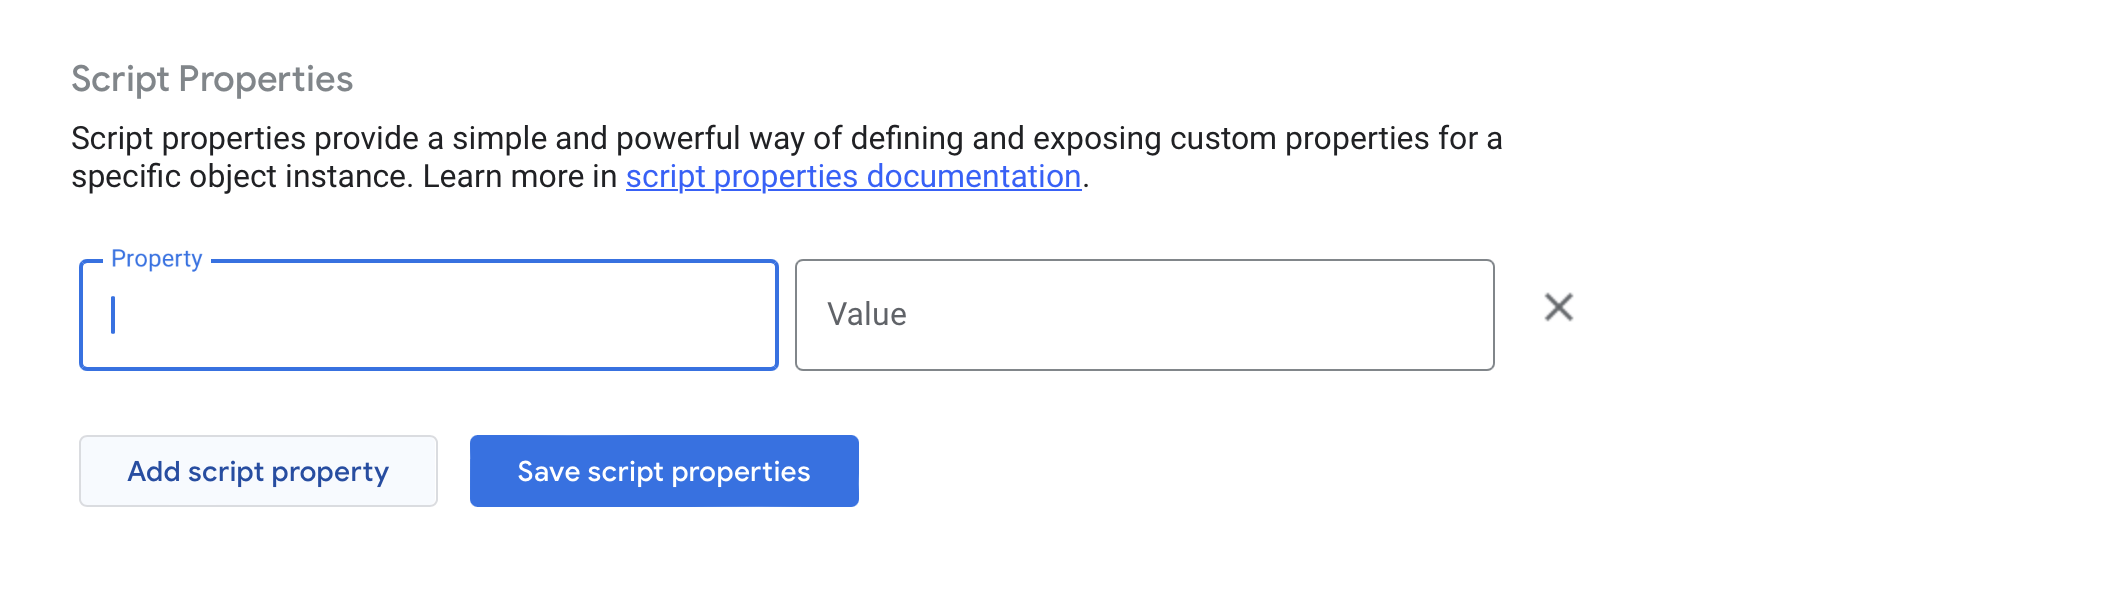 Script Properties
Script properties provide a simple and powerful way of defining and exposing custom properties for a
specific object instance. Learn more in script properties documentation.
Property
Value
Add script property
Save script properties